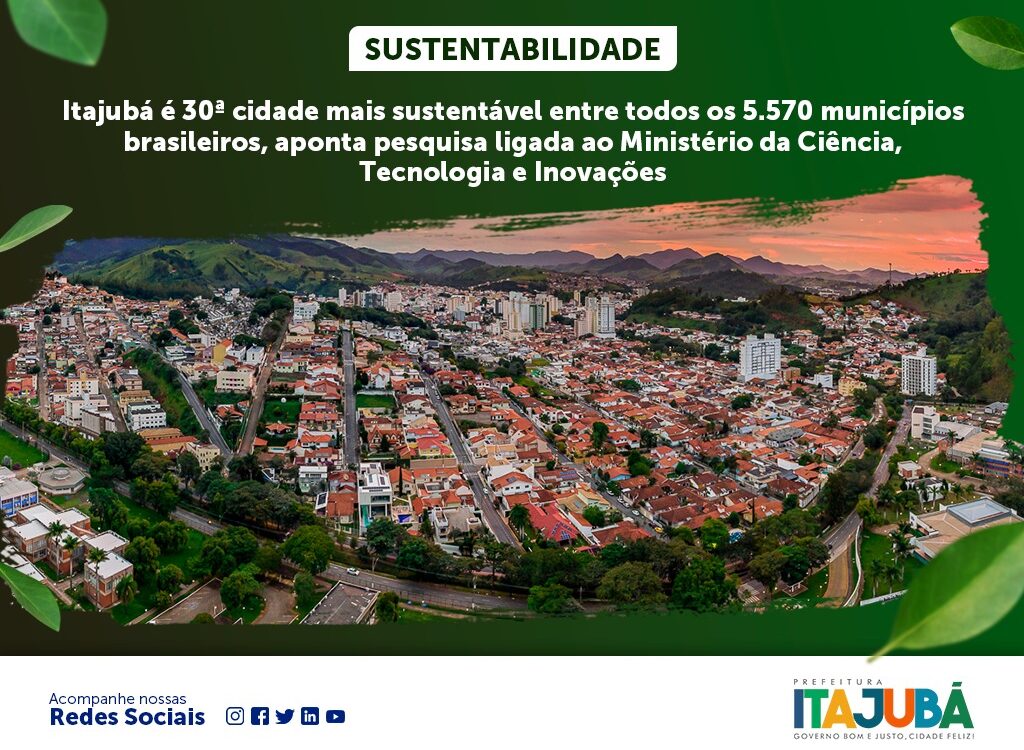 SUSTENTABILIDADE
Itajubá é 30ª cidade mais sustentável entre todos os 5.570 municípios
brasileiros, aponta pesquisa ligada ao Ministério da Ciência,
Tecnologia e Inovações
Acompanhe nossas
Redes Sociais
PREFEITURA
ITAJUBÁ
GOVERNO BOM E JUSTO, CIDADE FELIZ!